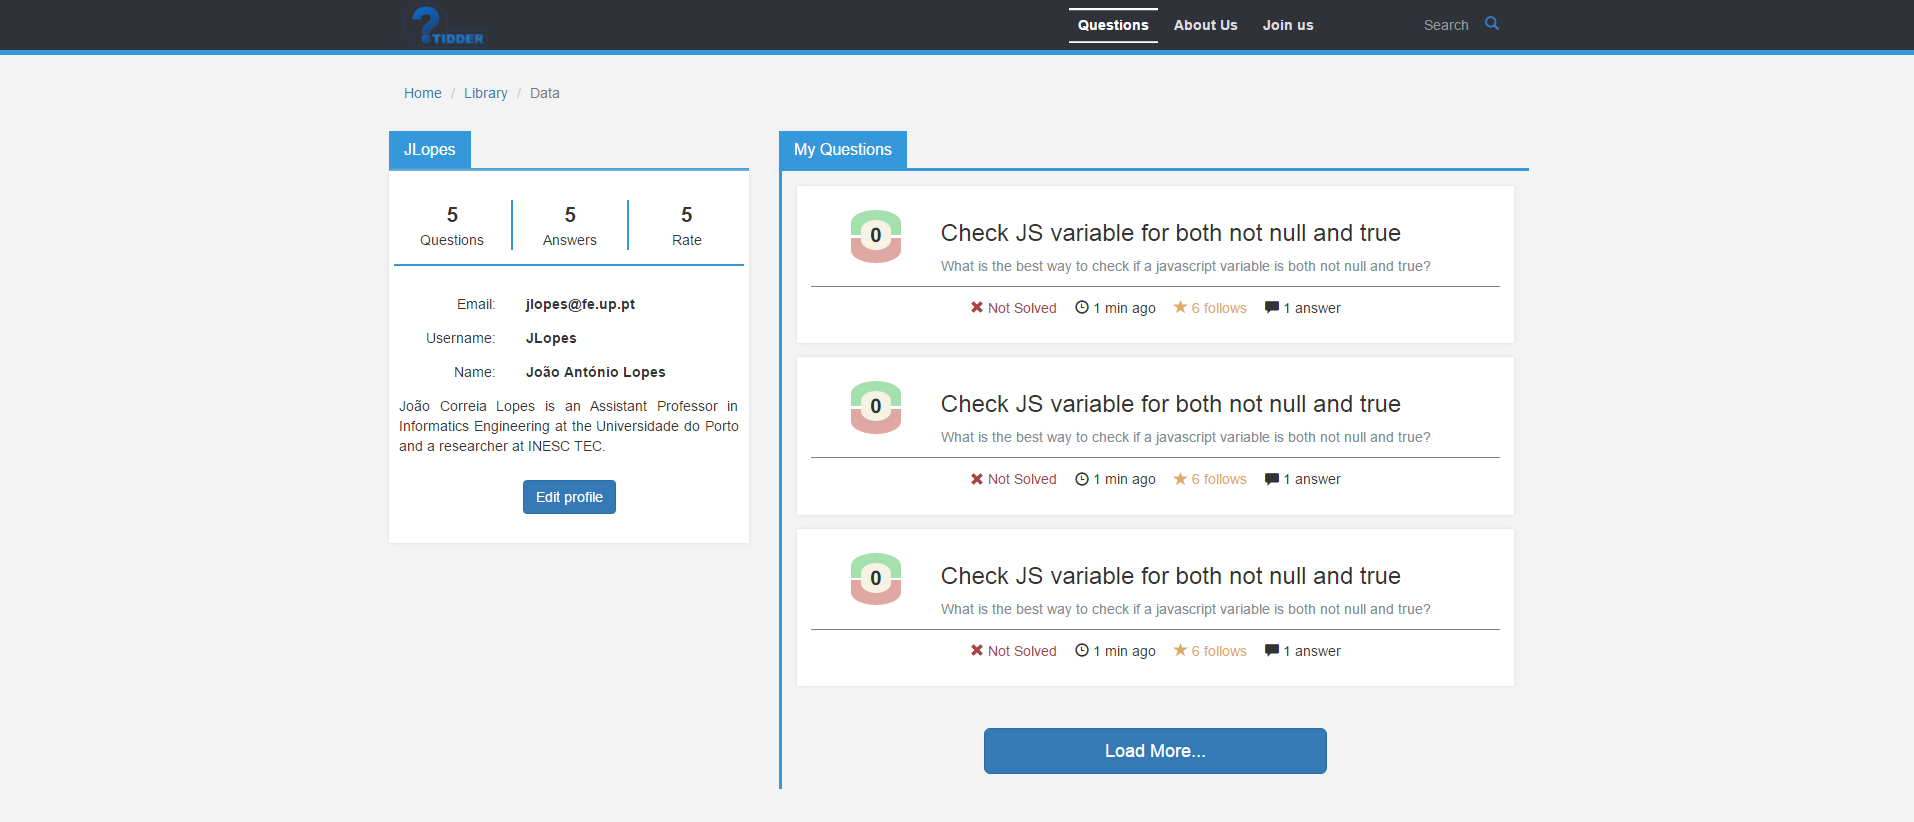 TIDDER
Questions About Us Join us Search
Home / Library / Data
JLopes
5 5 5
Questions Answers Rate
Email: jlopes@fe.up.pt
Username: JLopes
Name: João António Lopes
João Correia Lopes is an Assistant Professor in
Informatics Engineering at the Universidade do Porto
and a researcher at INESC TEC.
Edit profile
My Questions
0
Check JS variable for both not null and true
What is the best way to check if a javascript variable is both not null and true?
Not Solved 1 min ago 6 follows 1 answer
0
Check JS variable for both not null and true
What is the best way to check if a javascript variable is both not null and true?
Not Solved 1 min ago 6 follows 1 answer
0
Check JS variable for both not null and true
What is the best way to check if a javascript variable is both not null and true?
Not Solved 1 min ago 6 follows 1 answer
Load More...